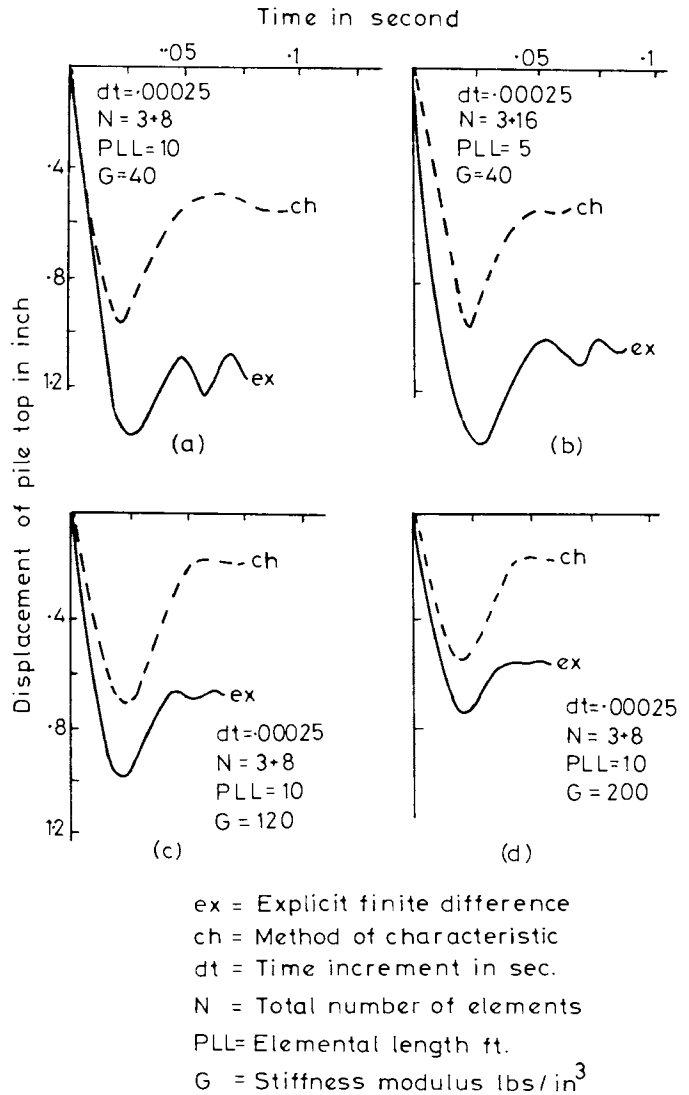 Time in second
·05
·1
·05
·1
dt=·00025
N = 3+8
PLL= 10
G=40
dt=·00025
N = 3+16
PLL= 5
G=40
·4
·8
1·2
ch
ex
(a)
ch
ex
(b)
Displacement of pile top in inch
·4
·8
1·2
ch
ex
dt=·00025
N = 3+8
PLL= 10
G = 120
(c)
ch
ex
dt=·00025
N = 3+8
PLL=10
G = 200
(d)
ex = Explicit finite difference
ch = Method of characteristic
dt = Time increment in sec.
N = Total number of elements
PLL= Elemental length ft.
G = Stiffness modulus lbs/in³